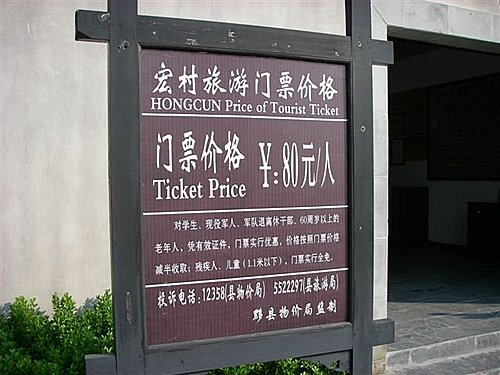 宏村旅游门票价格
HONGCUN Price of Tourist Ticket
门票价格
Ticket Price
￥:80元/人
对学生、现役军人、军队退离休干部、60周岁以上的
老年人，凭有效证件，门票实行优惠，价格按照门票价格
减半收取；残疾人、儿童（1.1米以下），门票实行全免。
投诉电话:12358(县物价局) 5522297(县旅游局)
黟县物价局监制